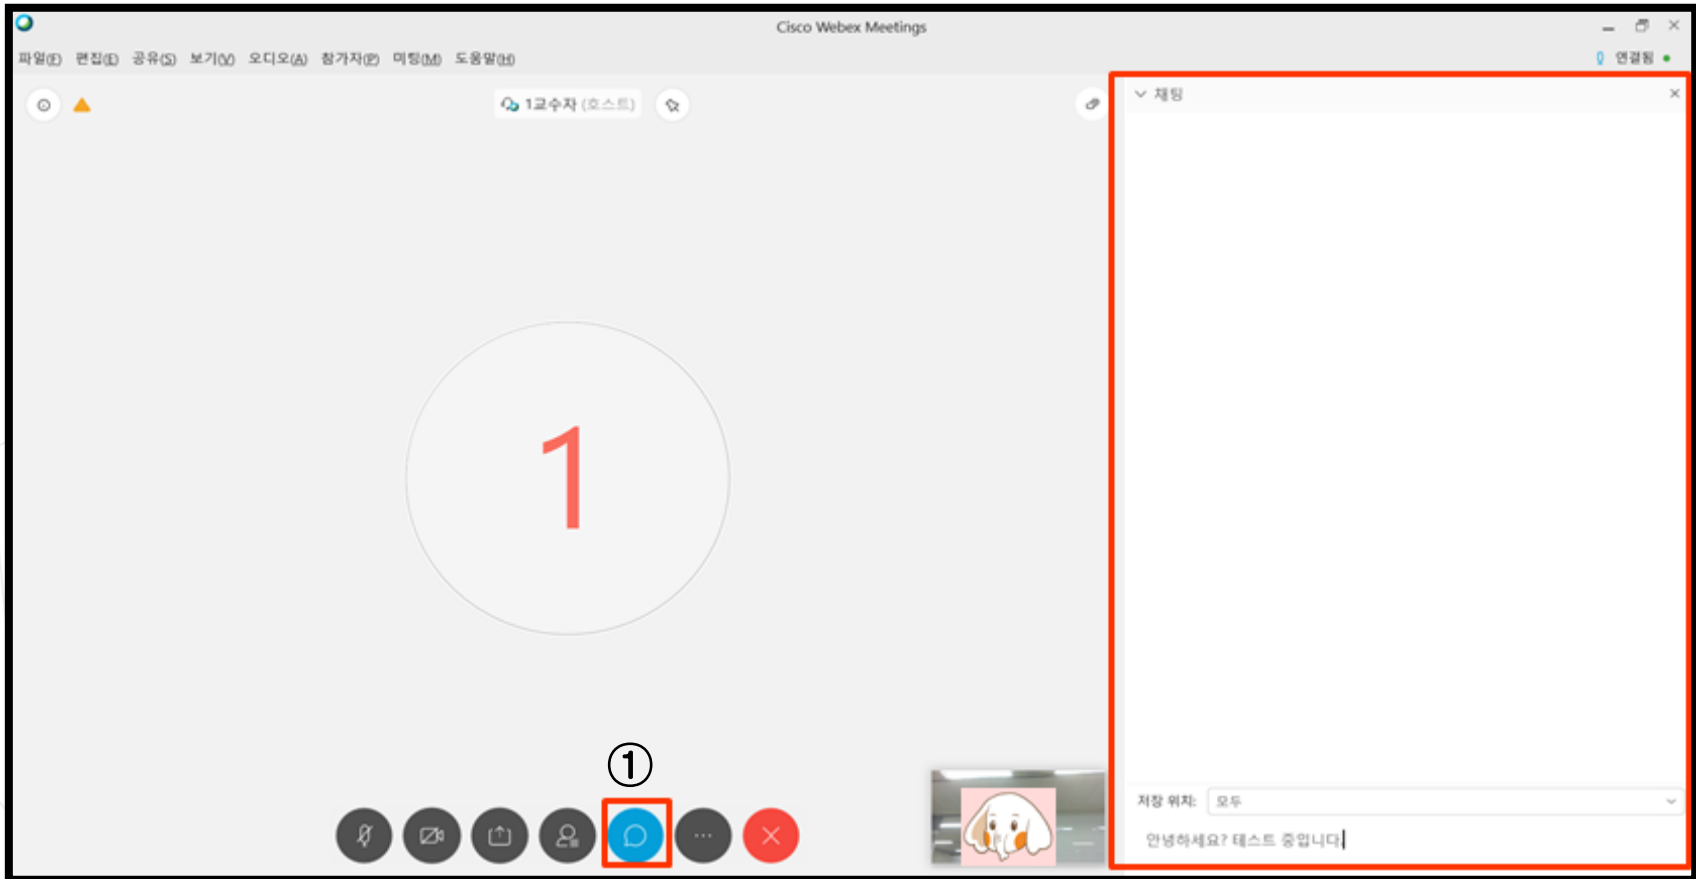 Cisco Webex Meetings
파일(F) 편집(E) 공유(S) 보기(V) 오디오(A) 참가자(P) 미팅(M) 도움말(H)
연결됨
1교수자 (호스트)
채팅
1
①
저장 위치: 모두
안녕하세요? 테스트 중입니다.